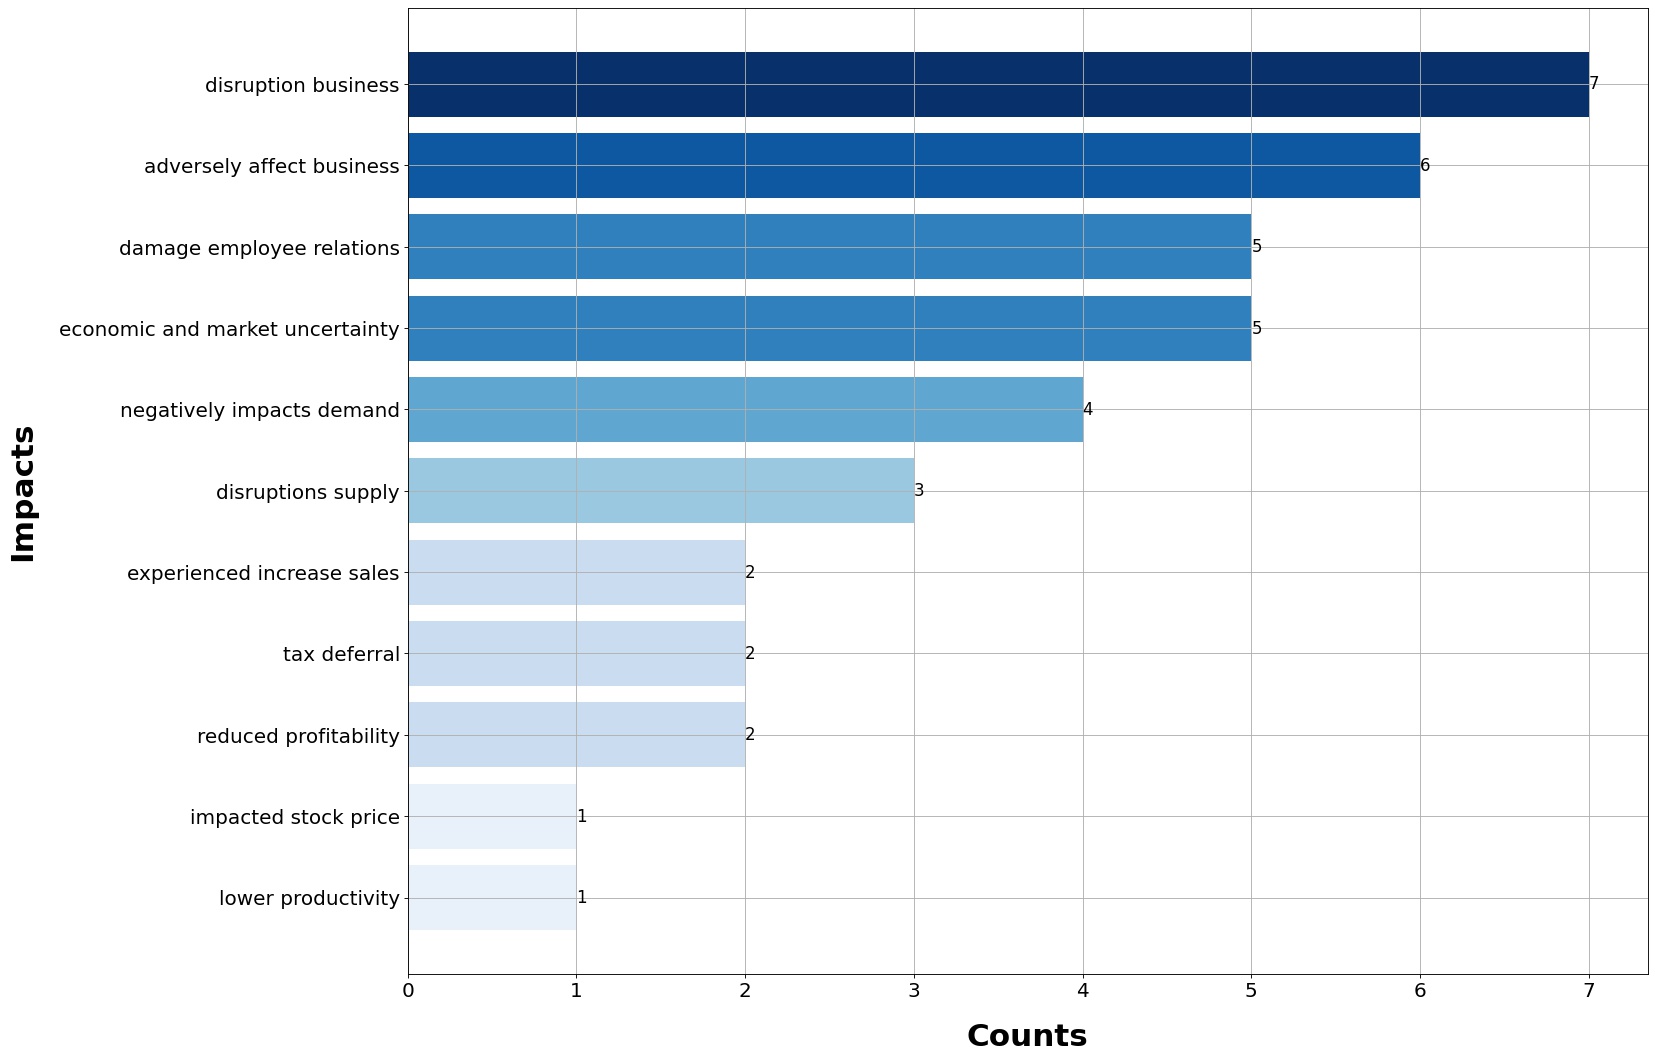 disruption business
7
adversely affect business
6
damage employee relations
5
economic and market uncertainty
5
negatively impacts demand
4
disruptions supply
3
experienced increase sales
2
tax deferral
2
reduced profitability
2
impacted stock price
1
lower productivity
1
Impacts
0 1 2 3 4 5 6 7
Counts